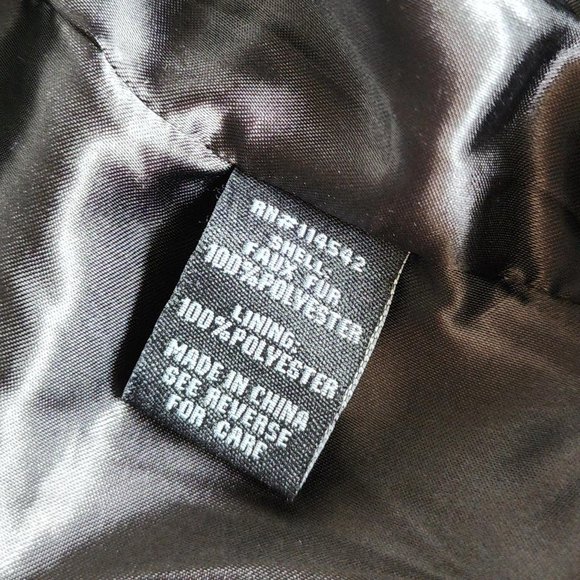 RN#114542
SHELL:
FAUX FUR
100%POLYESTER
LINING:
100%POLYESTER
MADE IN CHINA
SEE REVERSE
FOR CARE